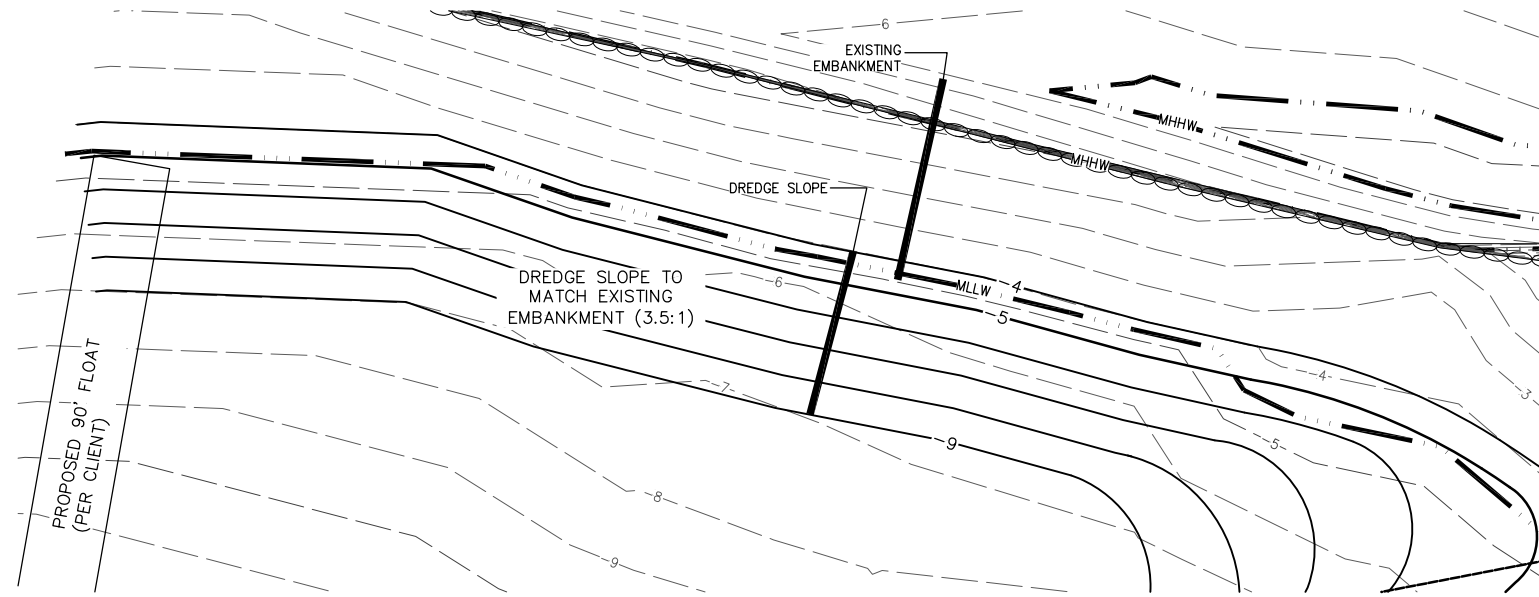 6
EXISTING
EMBANKMENT
MHHW
MHHW
DREDGE SLOPE
DREDGE SLOPE TO
MATCH EXISTING
EMBANKMENT (3.5:1)
-6
MLLW
-4
-5
-4-
-3
-7
-5
-9
-8
-9
PROPOSED 90' FLOAT
(PER CLIENT)